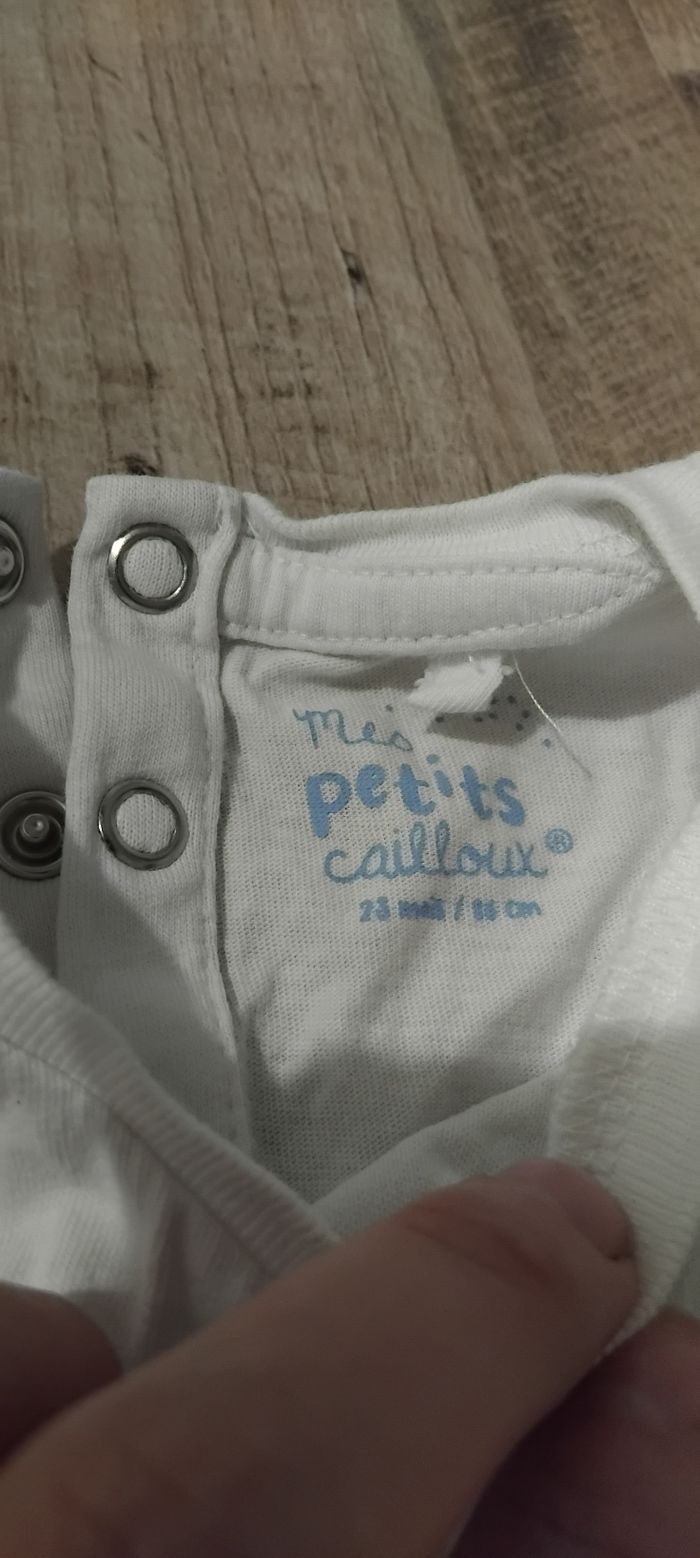 Mes
petits
cailloux®
23 mois / 86 cm